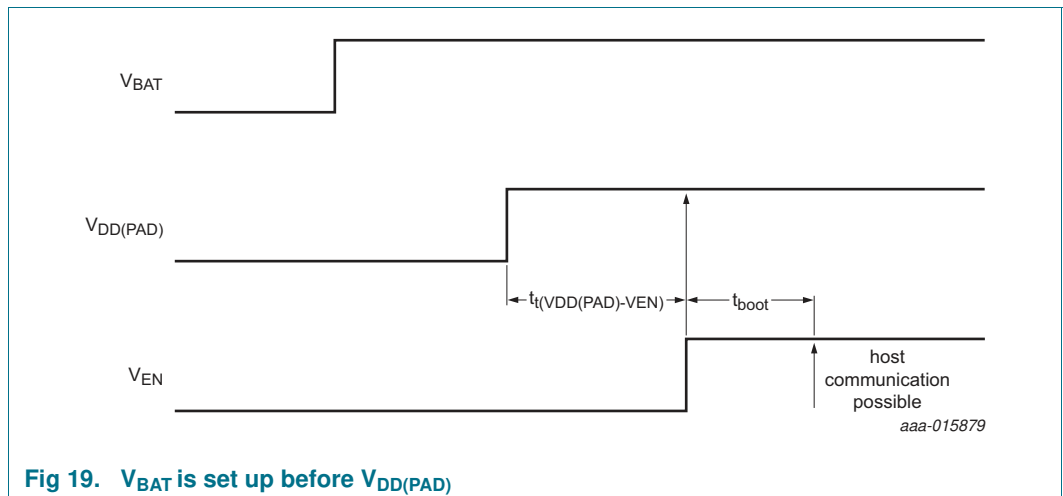 VBAT
VDD(PAD)
tt(VDD(PAD)-VEN)
tboot
VEN
host
communication
possible
aaa-015879
Fig 19. VBAT is set up before VDD(PAD)